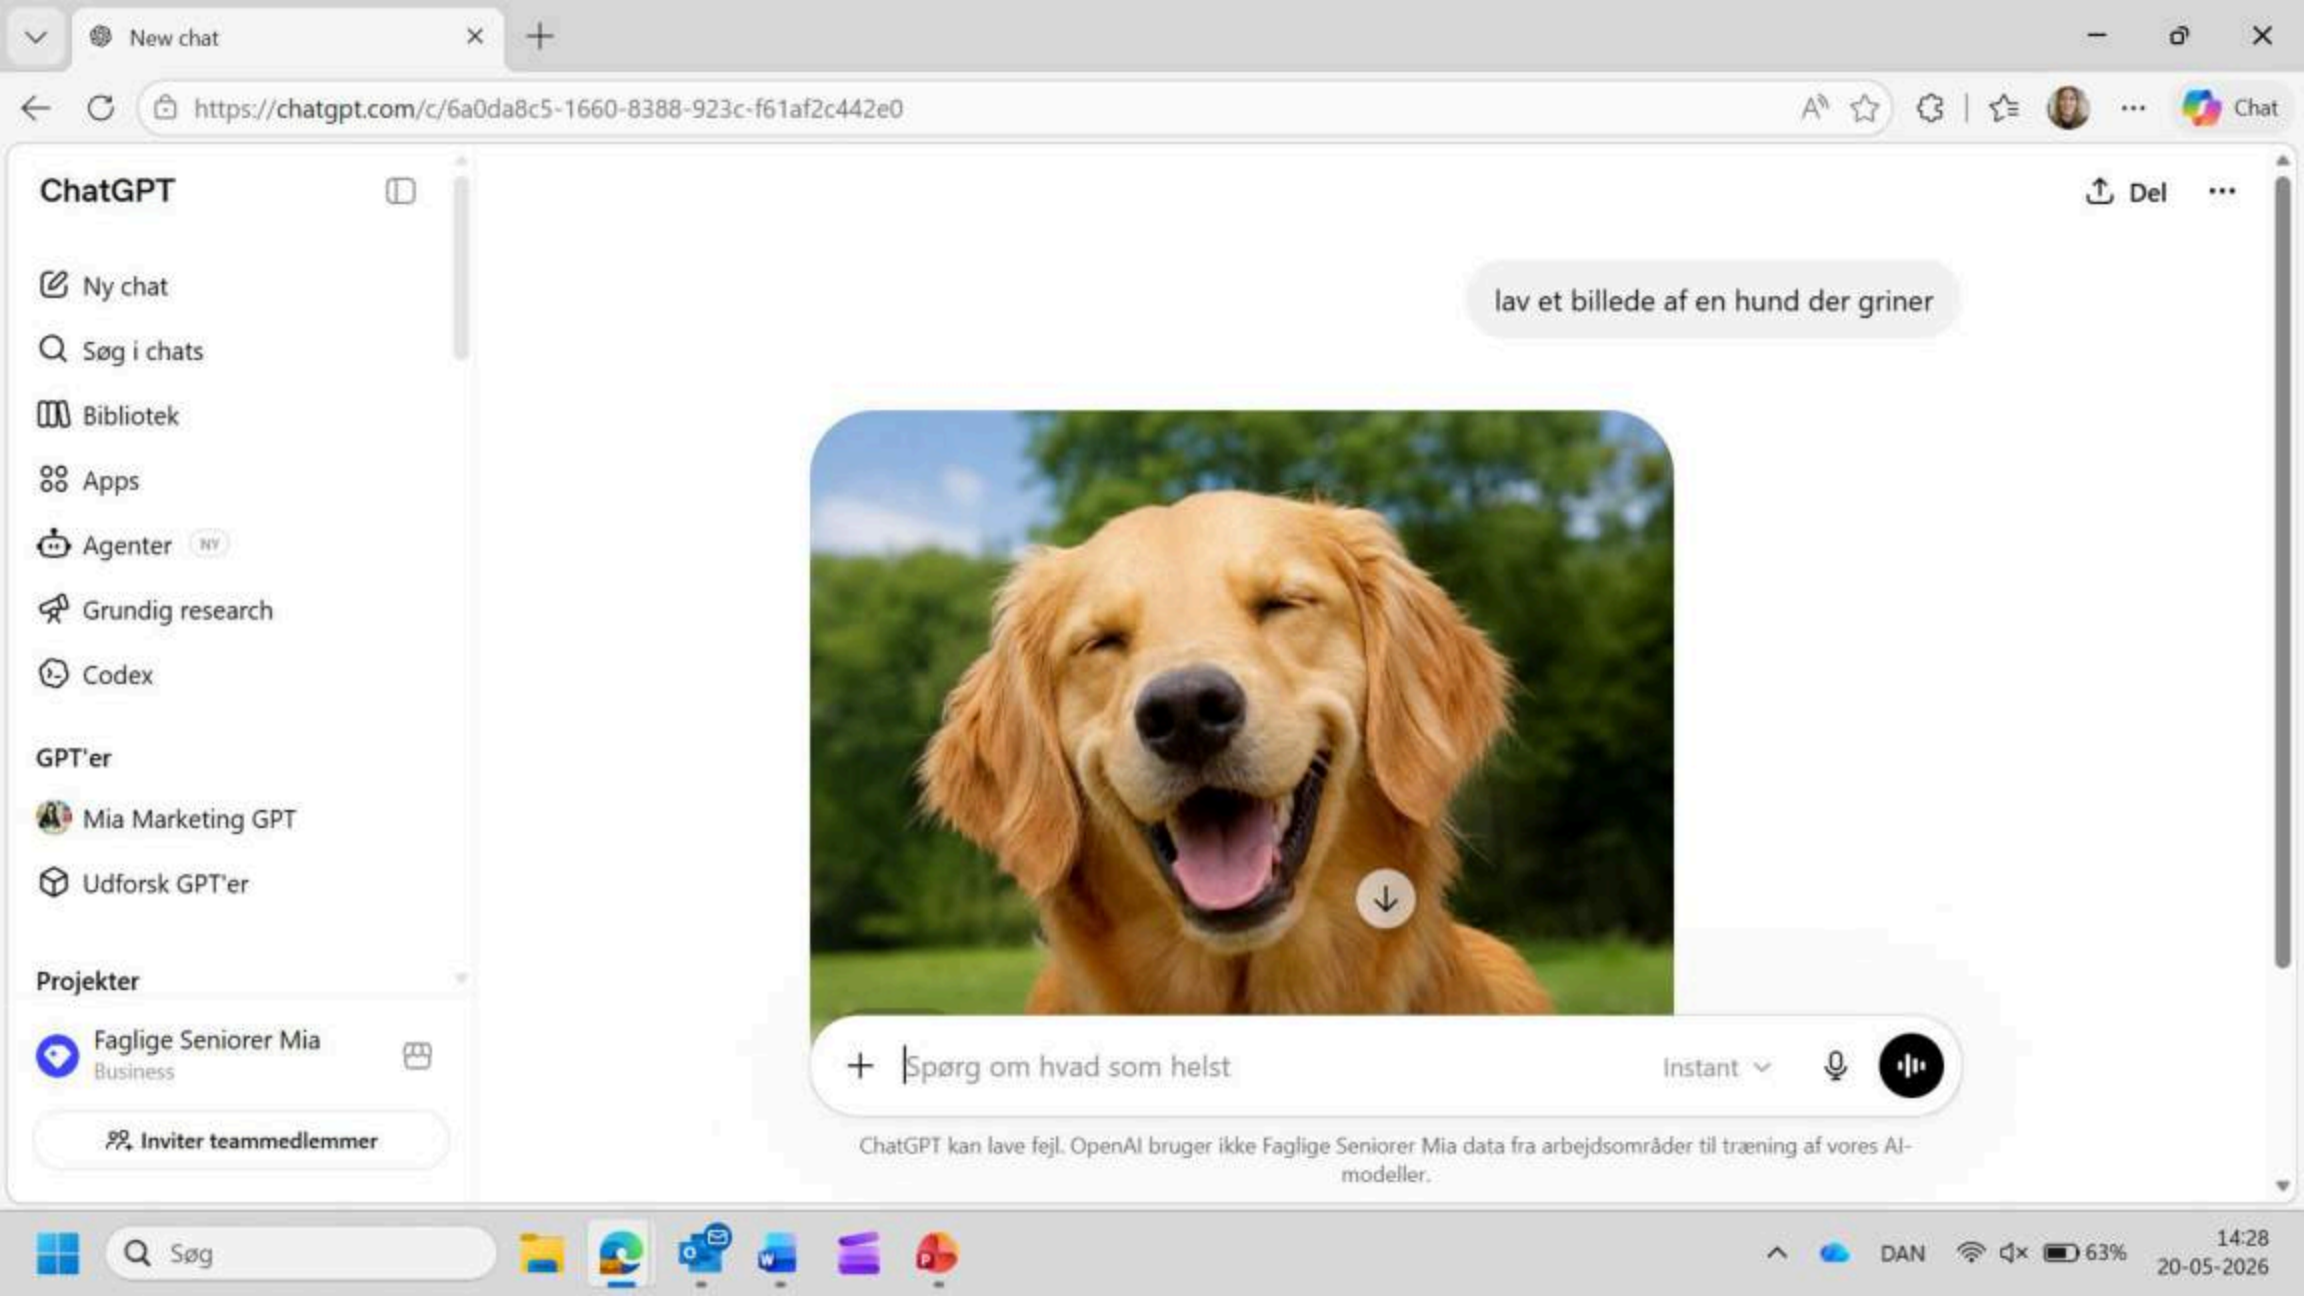 New chat
https://chatgpt.com/c/6a0da8c5-1660-8388-923c-f61af2c442e0
Chat
ChatGPT
Del
Ny chat
Søg i chats
Bibliotek
Apps
Agenter NY
Grundig research
Codex
GPT'er
Mia Marketing GPT
Udforsk GPT'er
Projekter
Faglige Seniorer Mia
Business
Inviter teammedlemmer
lav et billede af en hund der griner
Spørg om hvad som helst
Instant
ChatGPT kan lave fejl. OpenAI bruger ikke Faglige Seniorer Mia data fra arbejdsområder til træning af vores AI-
modeller.
Søg
DAN
63%
14:28
20-05-2026